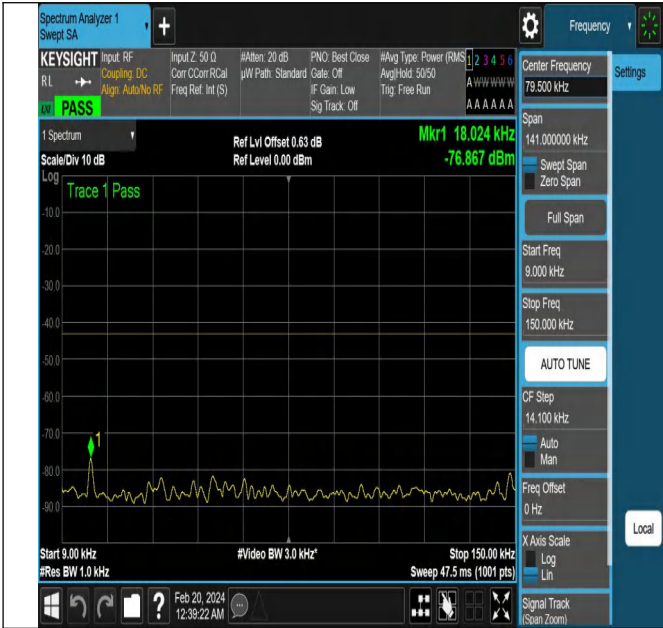 Spectrum Analyzer 1
Swept SA
+
Frequency
KEYSIGHT
RL
PASS
Input: RF
Coupling: DC
Align: Auto/No RF
Input Z: 50 Ω
Corr CCorr RCal
Freq Ref: Int (S)
#Atten: 20 dB
µW Path: Standard
PNO: Best Close
Gate: Off
IF Gain: Low
Sig Track: Off
#Avg Type: Power (RMS
Avg|Hold: 50/50
Trig: Free Run
1 2 3 4 5 6
A W W W W W
A A A A A A
Center Frequency
79.500 kHz
Settings
Span
141.000000 kHz
Swept Span
Zero Span
Full Span
Start Freq
9.000 kHz
Stop Freq
150.000 kHz
AUTO TUNE
CF Step
14.100 kHz
Auto
Man
Freq Offset
0 Hz
X Axis Scale
Log
Lin
Signal Track
(Span Zoom)
Local
1 Spectrum
Scale/Div 10 dB
Ref Lvl Offset 0.63 dB
Ref Level 0.00 dBm
Mkr1 18.024 kHz
-76.867 dBm
Log
Trace 1 Pass
-10.0
-20.0
-30.0
-40.0
-50.0
-60.0
-70.0
-80.0
-90.0
1
Start 9.00 kHz
#Res BW 1.0 kHz
#Video BW 3.0 kHz*
Stop 150.00 kHz
Sweep 47.5 ms (1001 pts)
?
Feb 20, 2024
12:39:22 AM